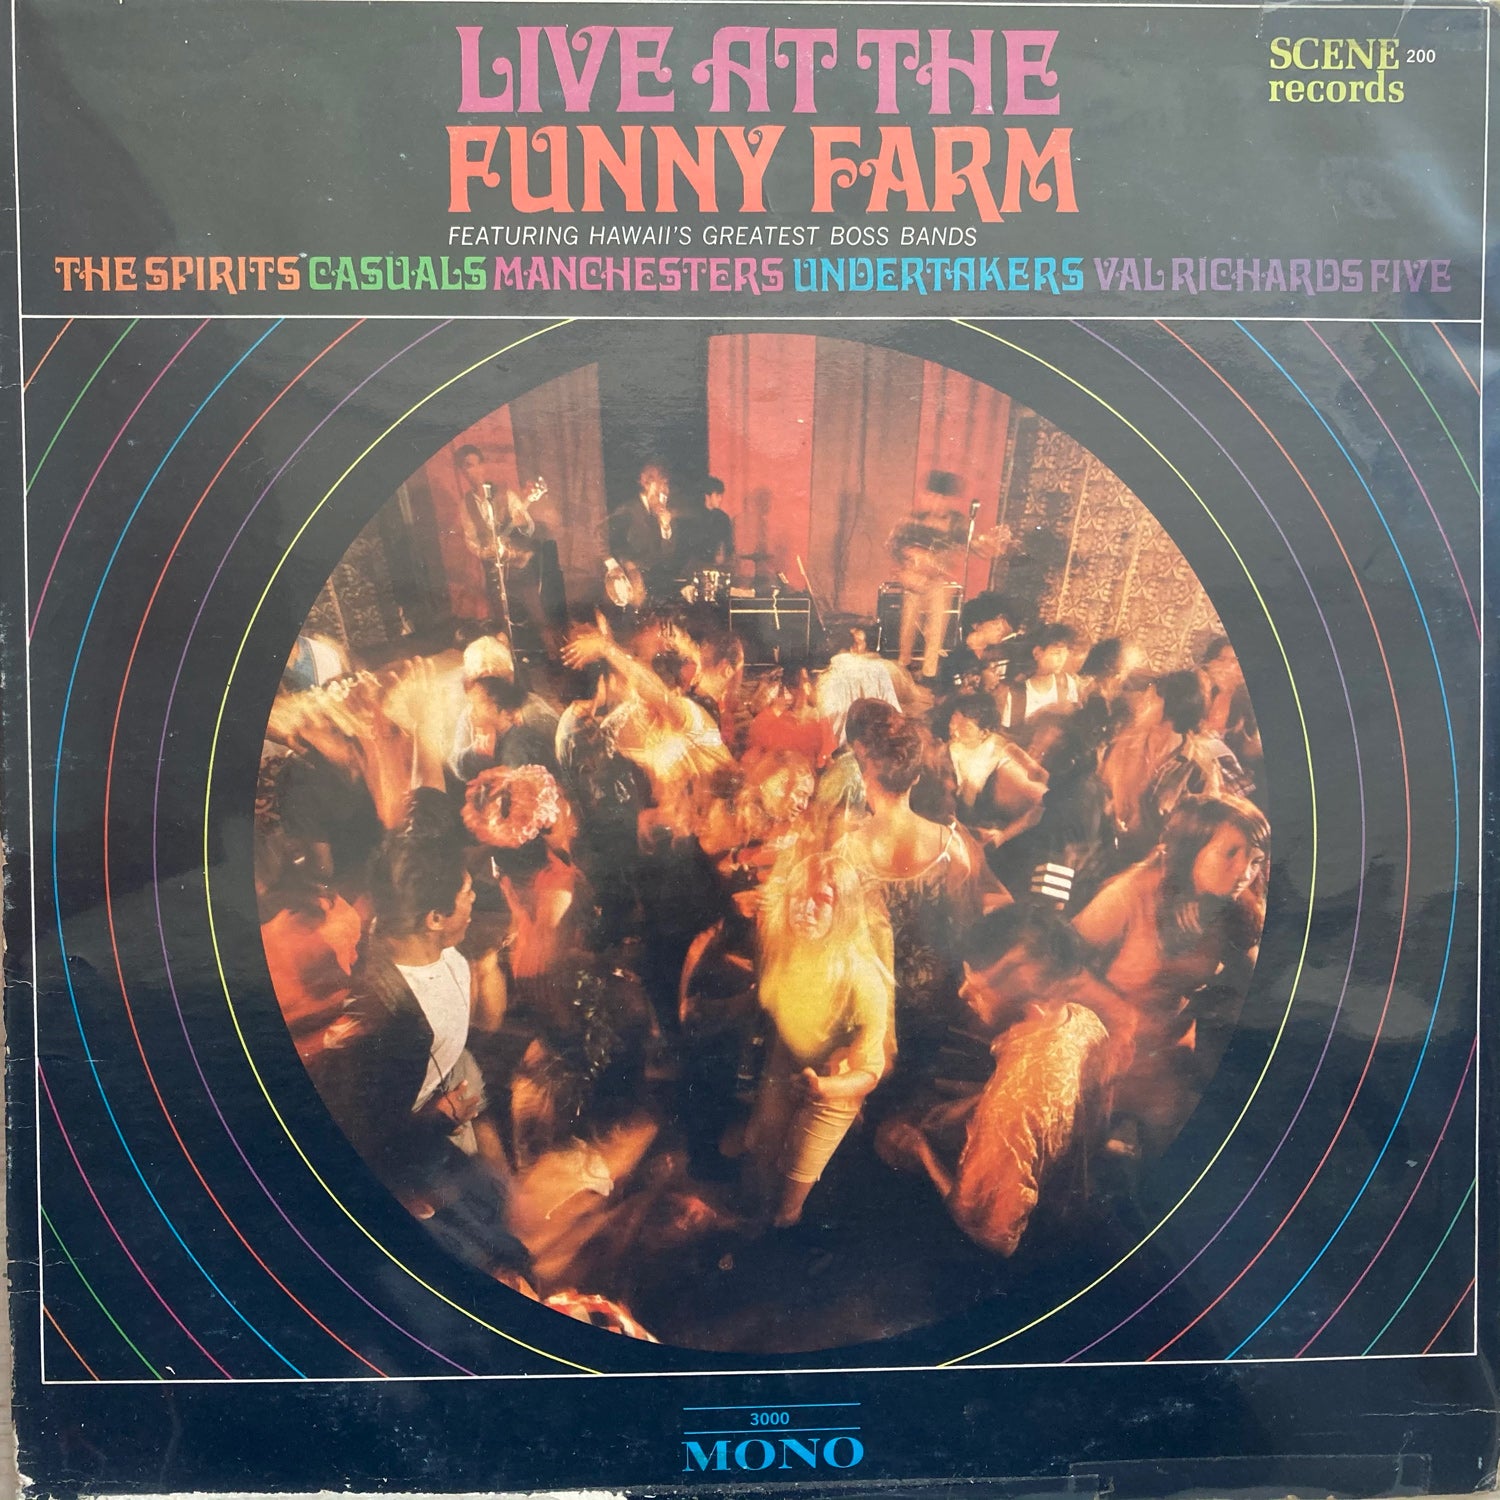 LIVE AT THE
FUNNY FARM
SCENE 200
records
FEATURING HAWAII'S GREATEST BOSS BANDS
THE SPIRITS CASUALS MANCHESTERS UNDERTAKERS VAL RICHARDS FIVE
3000
MONO